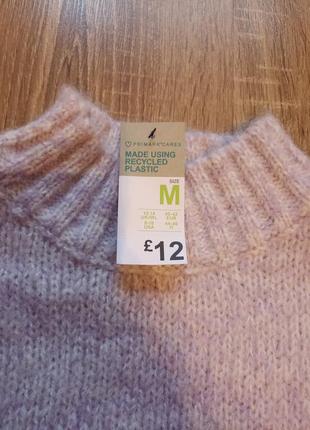 PRIMARK CARES
MADE USING
RECYCLED
PLASTIC
SIZE
M
£12